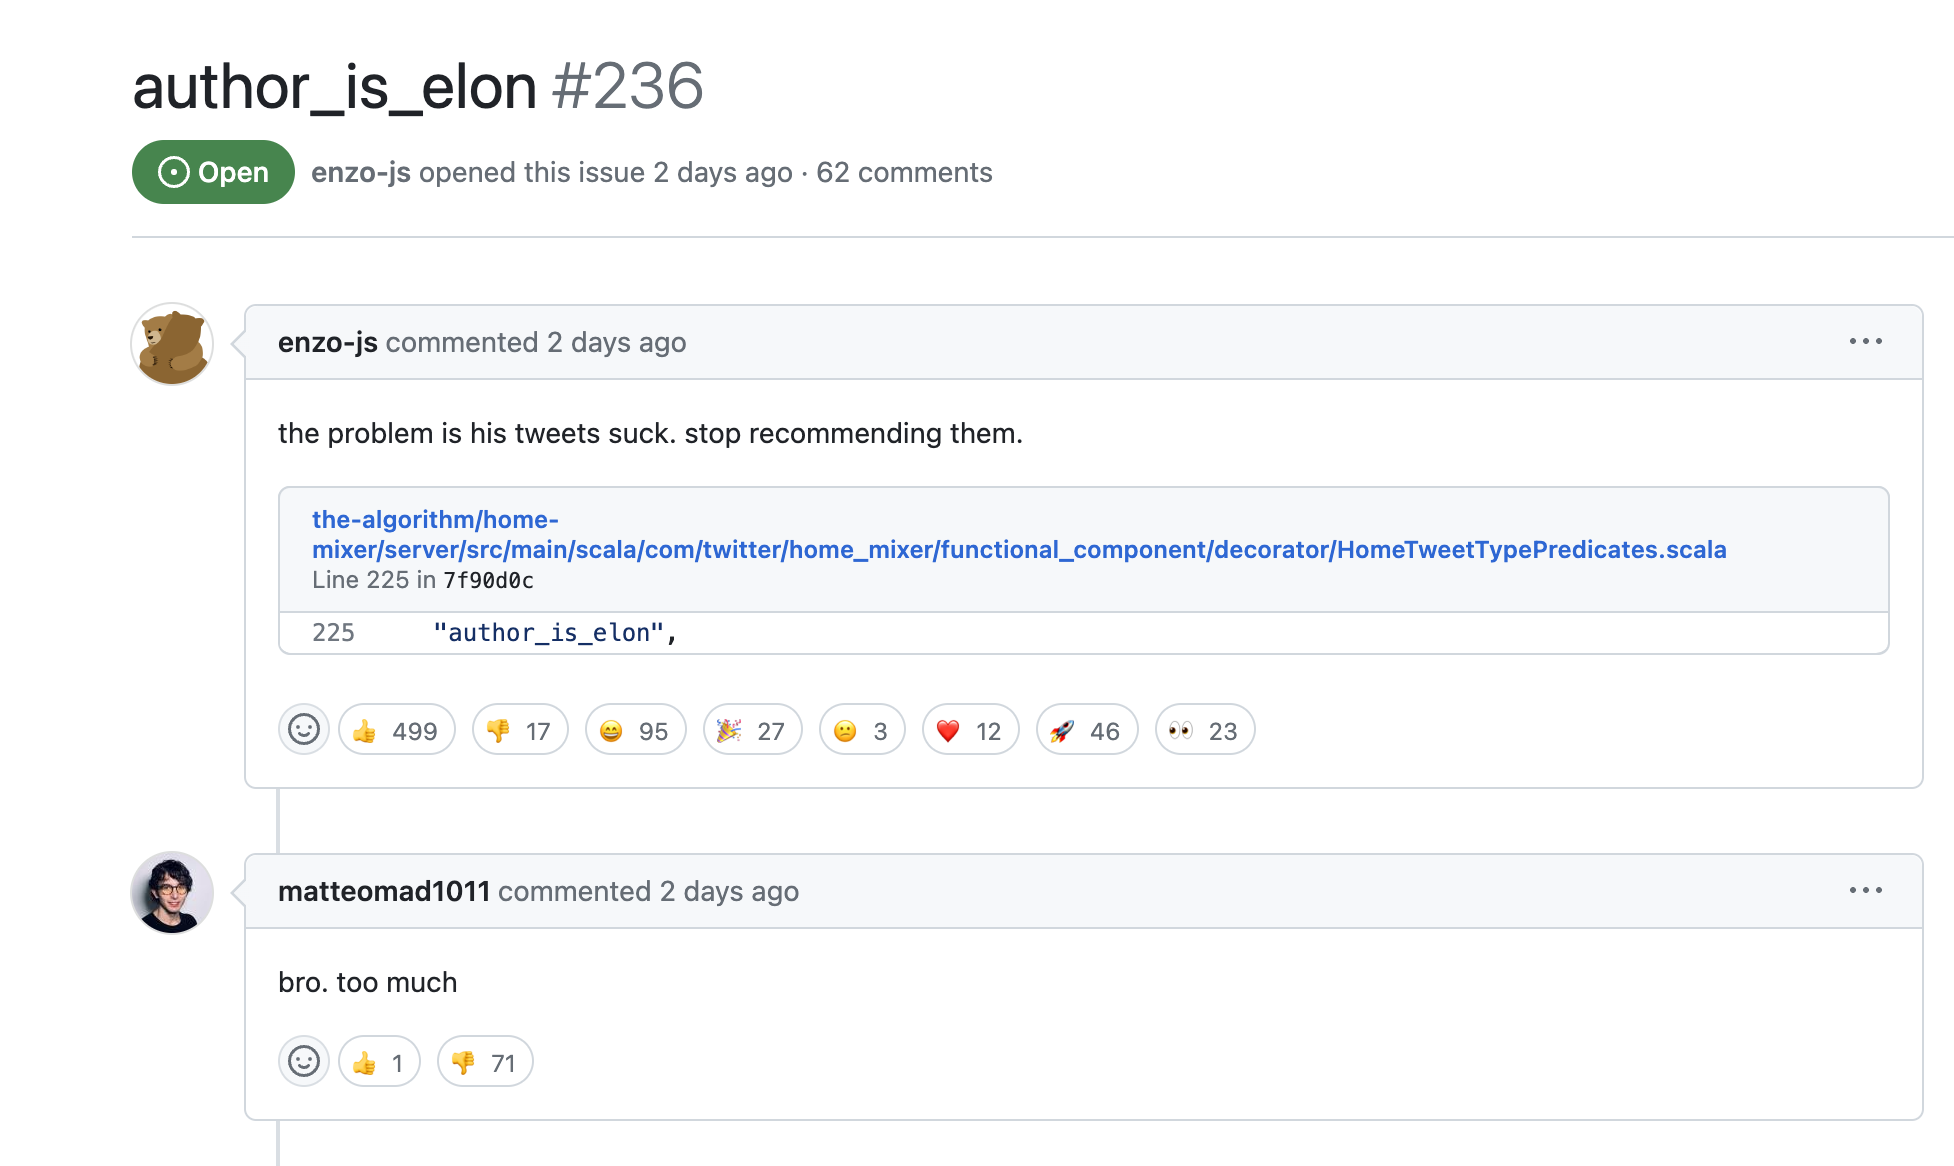 author_is_elon #236
Open enzo-js opened this issue 2 days ago · 62 comments
enzo-js commented 2 days ago
the problem is his tweets suck. stop recommending them.
the-algorithm/home-
mixer/server/src/main/scala/com/twitter/home_mixer/functional_component/decorator/HomeTweetTypePredicates.scala
Line 225 in 7f90d0c
225 "author_is_elon",
👍 499 👎 17 😄 95 🎉 27 😕 3 ❤️ 12 🚀 46 👀 23
matteomad1011 commented 2 days ago
bro. too much
👍 1 👎 71